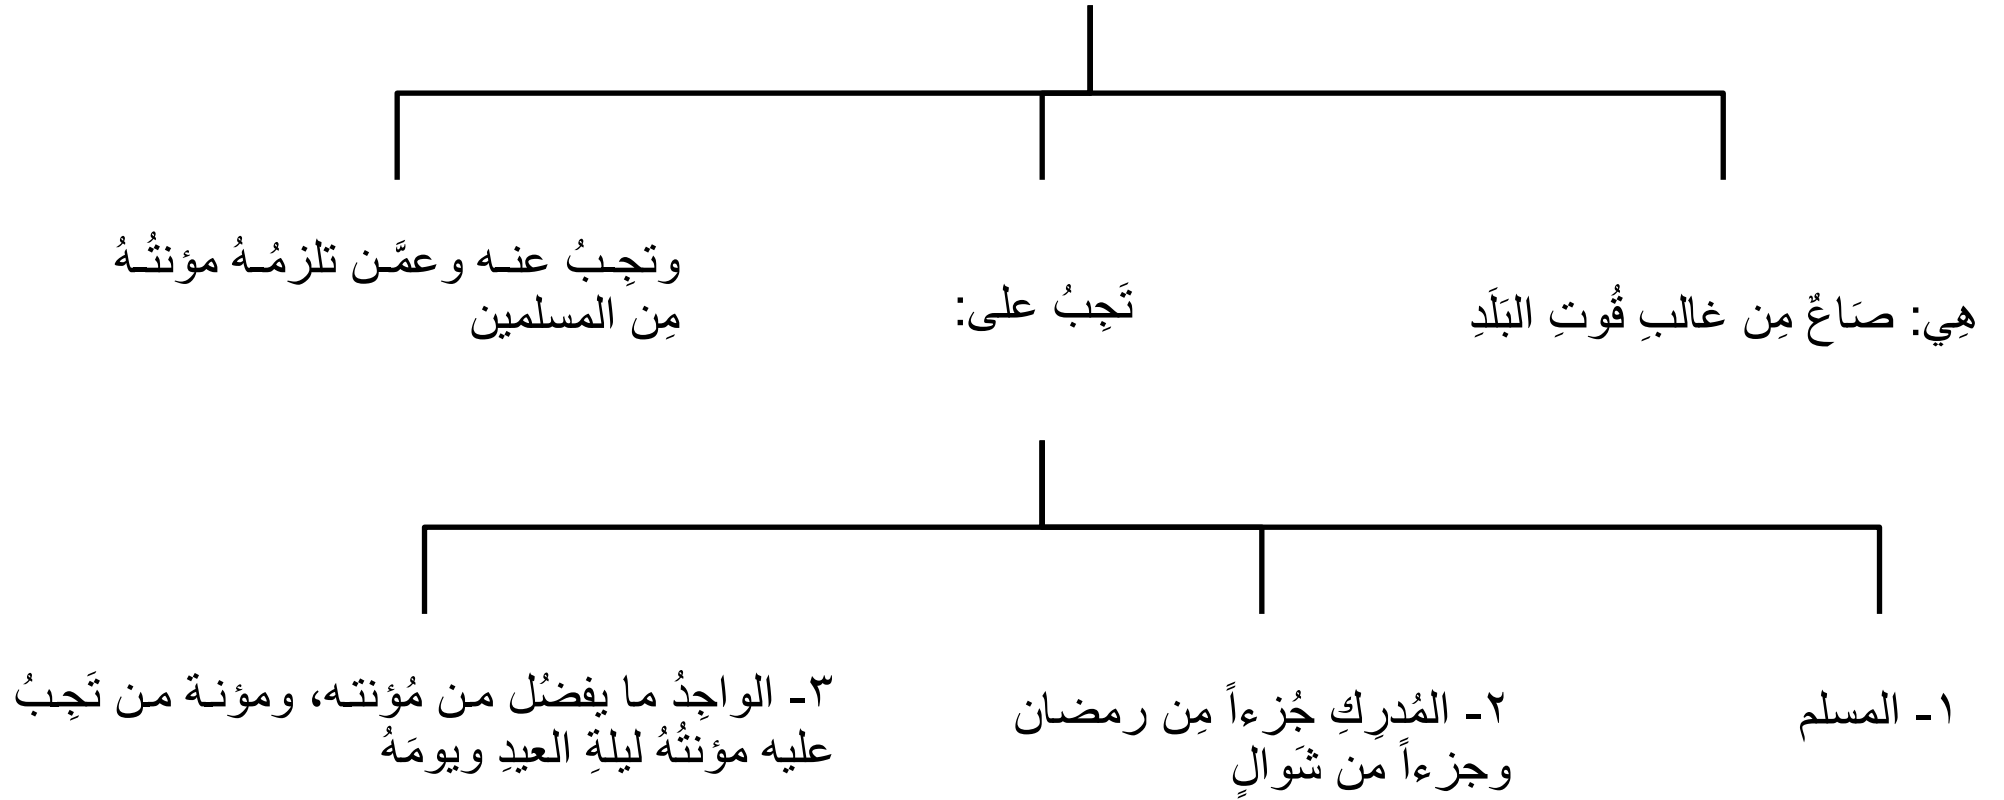 هِي: صَاعٌ مِن غالبِ قُوتِ البَلَدِ
تَجِبُ على:
وتجِبُ عنه وعمَّن تلزمُهُ مؤنتُهُ
مِن المسلمين
١- المسلم
٢- المُدرِكِ جُزءاً مِن رمضان
وجزءاً من شَوالٍ
٣- الواجِدُ ما يفضُل من مُؤنته، ومؤنة من تَجِبُ
عليه مؤنتُهُ ليلةِ العيدِ ويومَهُ